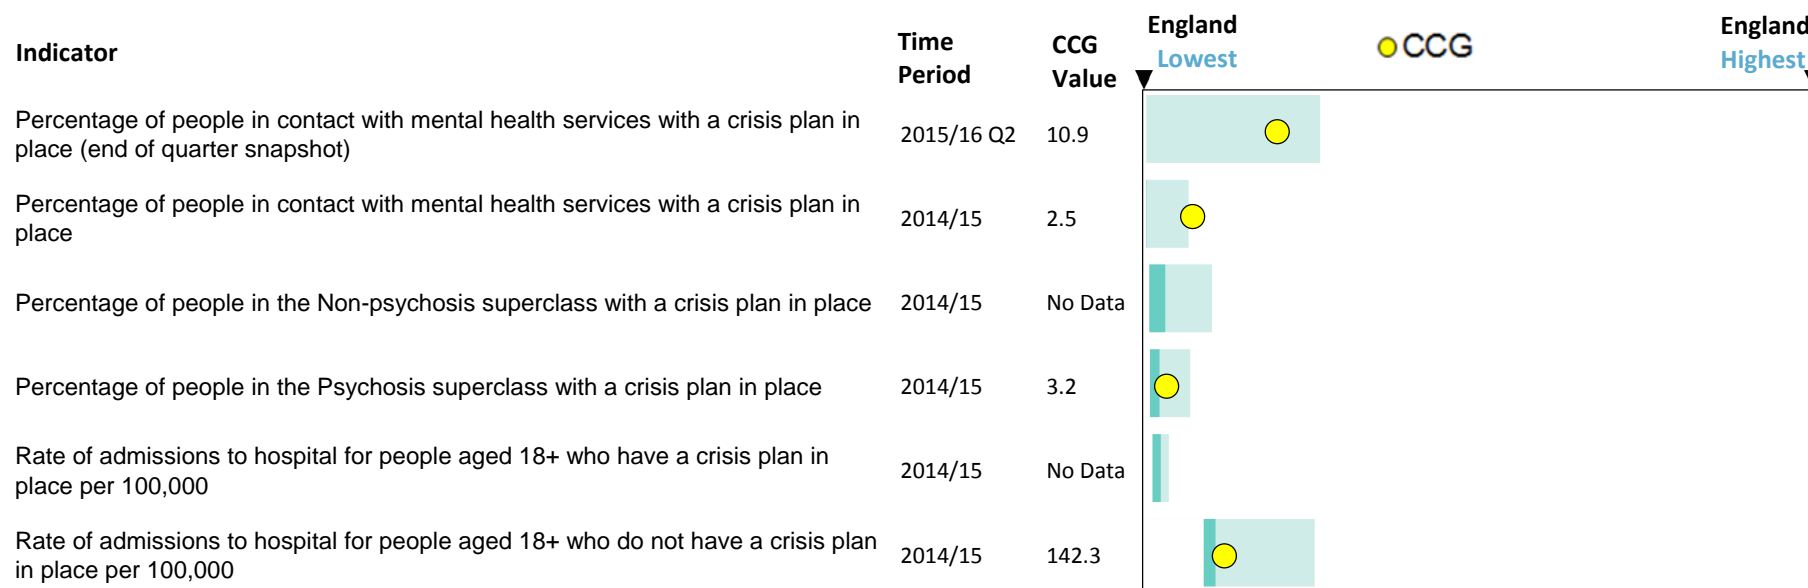 Indicator
Time
Period
CCG
Value
England
Lowest
CCG
England
Highest
Percentage of people in contact with mental health services with a crisis plan in
place (end of quarter snapshot)
2015/16 Q2
10.9
Percentage of people in contact with mental health services with a crisis plan in
place
2014/15
2.5
Percentage of people in the Non-psychosis superclass with a crisis plan in place
2014/15
No Data
Percentage of people in the Psychosis superclass with a crisis plan in place
2014/15
3.2
Rate of admissions to hospital for people aged 18+ who have a crisis plan in
place per 100,000
2014/15
No Data
Rate of admissions to hospital for people aged 18+ who do not have a crisis plan
in place per 100,000
2014/15
142.3